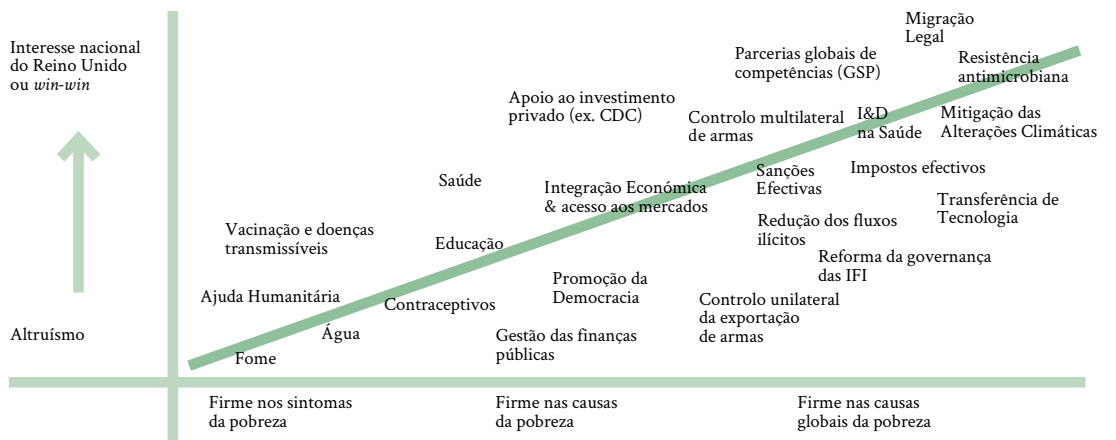 Interesse nacional
do Reino Unido
ou win-win
Altruísmo
Migração
Legal
Parcerias globais de
competências (GSP)
Resistência
antimicrobiana
Apoio ao investimento
privado (ex. CDC)
Controlo multilateral
de armas
I&D
na Saúde
Mitigação das
Alterações Climáticas
Saúde
Integração Económica
& acesso aos mercados
Sanções
Efectivas
Impostos efectivos
Transferência de
Tecnologia
Vacinação e doenças
transmissíveis
Educação
Redução dos fluxos
ilícitos
Reforma da governança
das IFI
Ajuda Humanitária
Contraceptivos
Promoção da
Democracia
Controlo unilateral
da exportação
de armas
Água
Fome
Gestão das finanças
públicas
Firme nos sintomas
da pobreza
Firme nas causas
da pobreza
Firme nas causas
globais da pobreza